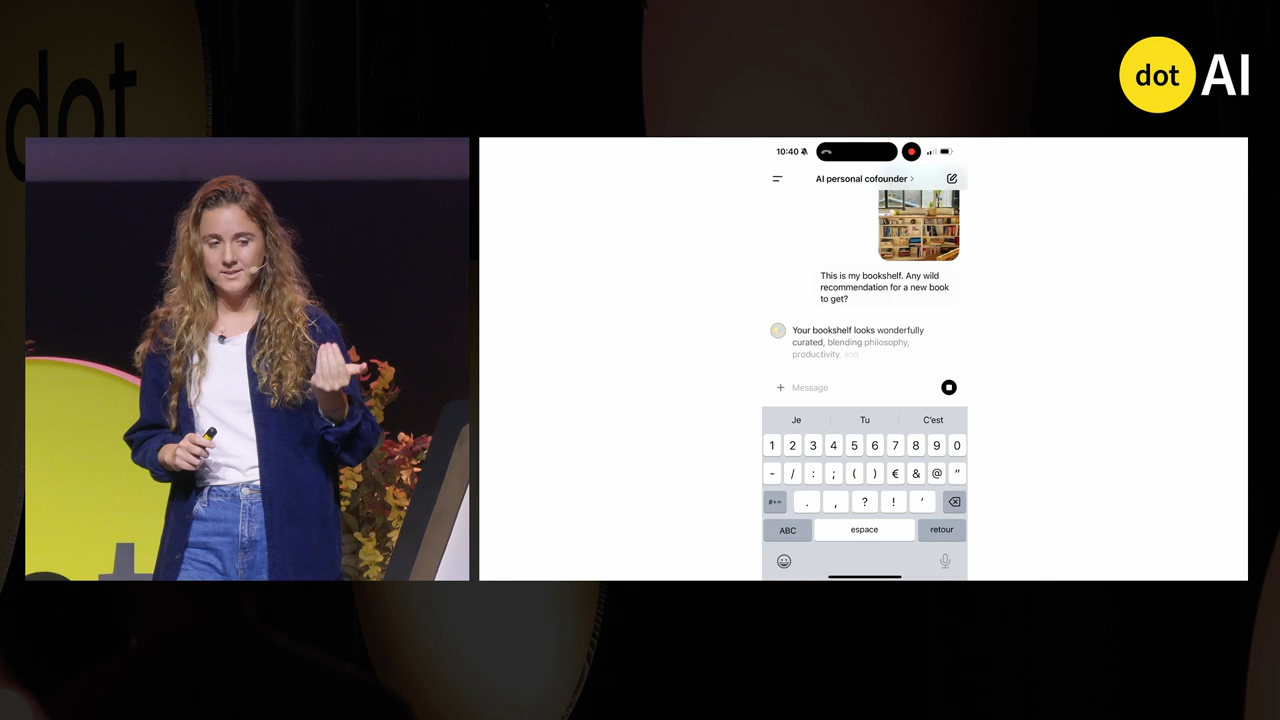 dot
dot AI
10:40
AI personal cofounder >
This is my bookshelf. Any wild
recommendation for a new book
to get?
Your bookshelf looks wonderfully
curated, blending philosophy,
productivity, and
+ Message
Je Tu C'est
1 2 3 4 5 6 7 8 9 0
- / : ; ( ) € & @ "
#+= . , ? ! '
ABC espace retour